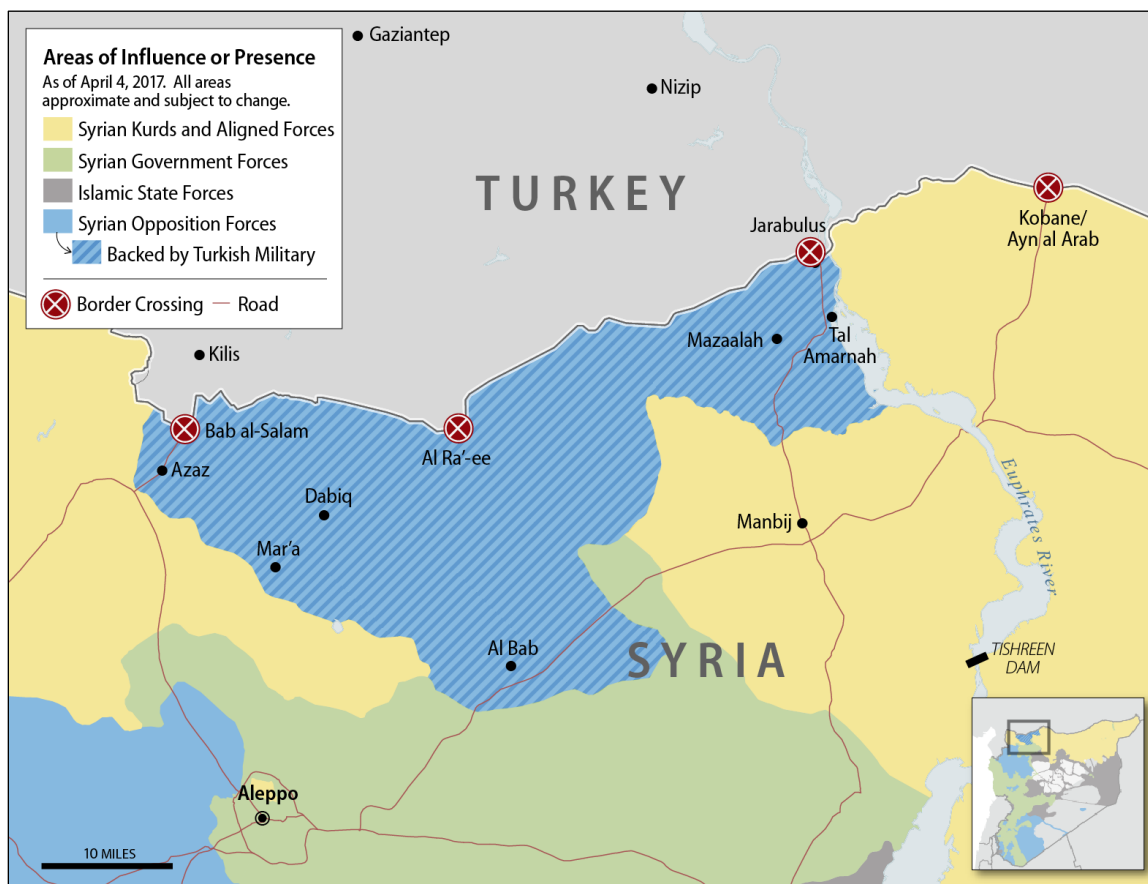 Areas of Influence or Presence
As of April 4, 2017. All areas
approximate and subject to change.
Syrian Kurds and Aligned Forces
Syrian Government Forces
Islamic State Forces
Syrian Opposition Forces
Backed by Turkish Military
Border Crossing
Road
Gaziantep
Nizip
TURKEY
Jarabulus
Kobane/
Ayn al Arab
Kilis
Mazaalah
Tal
Amarnah
Bab al-Salam
Al Ra'-ee
Azaz
Dabiq
Manbij
Euphrates River
Mar'a
Al Bab
SYRIA
TISHREEN
DAM
Aleppo
10 MILES